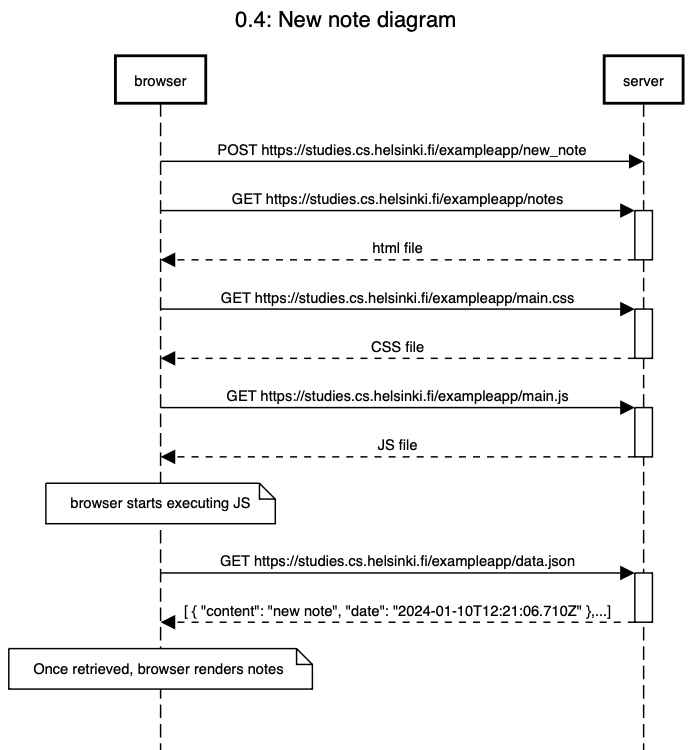 0.4: New note diagram
browser
server
POST https://studies.cs.helsinki.fi/exampleapp/new_note
GET https://studies.cs.helsinki.fi/exampleapp/notes
html file
GET https://studies.cs.helsinki.fi/exampleapp/main.css
CSS file
GET https://studies.cs.helsinki.fi/exampleapp/main.js
JS file
browser starts executing JS
GET https://studies.cs.helsinki.fi/exampleapp/data.json
[ { "content": "new note", "date": "2024-01-10T12:21:06.710Z" },...]
Once retrieved, browser renders notes